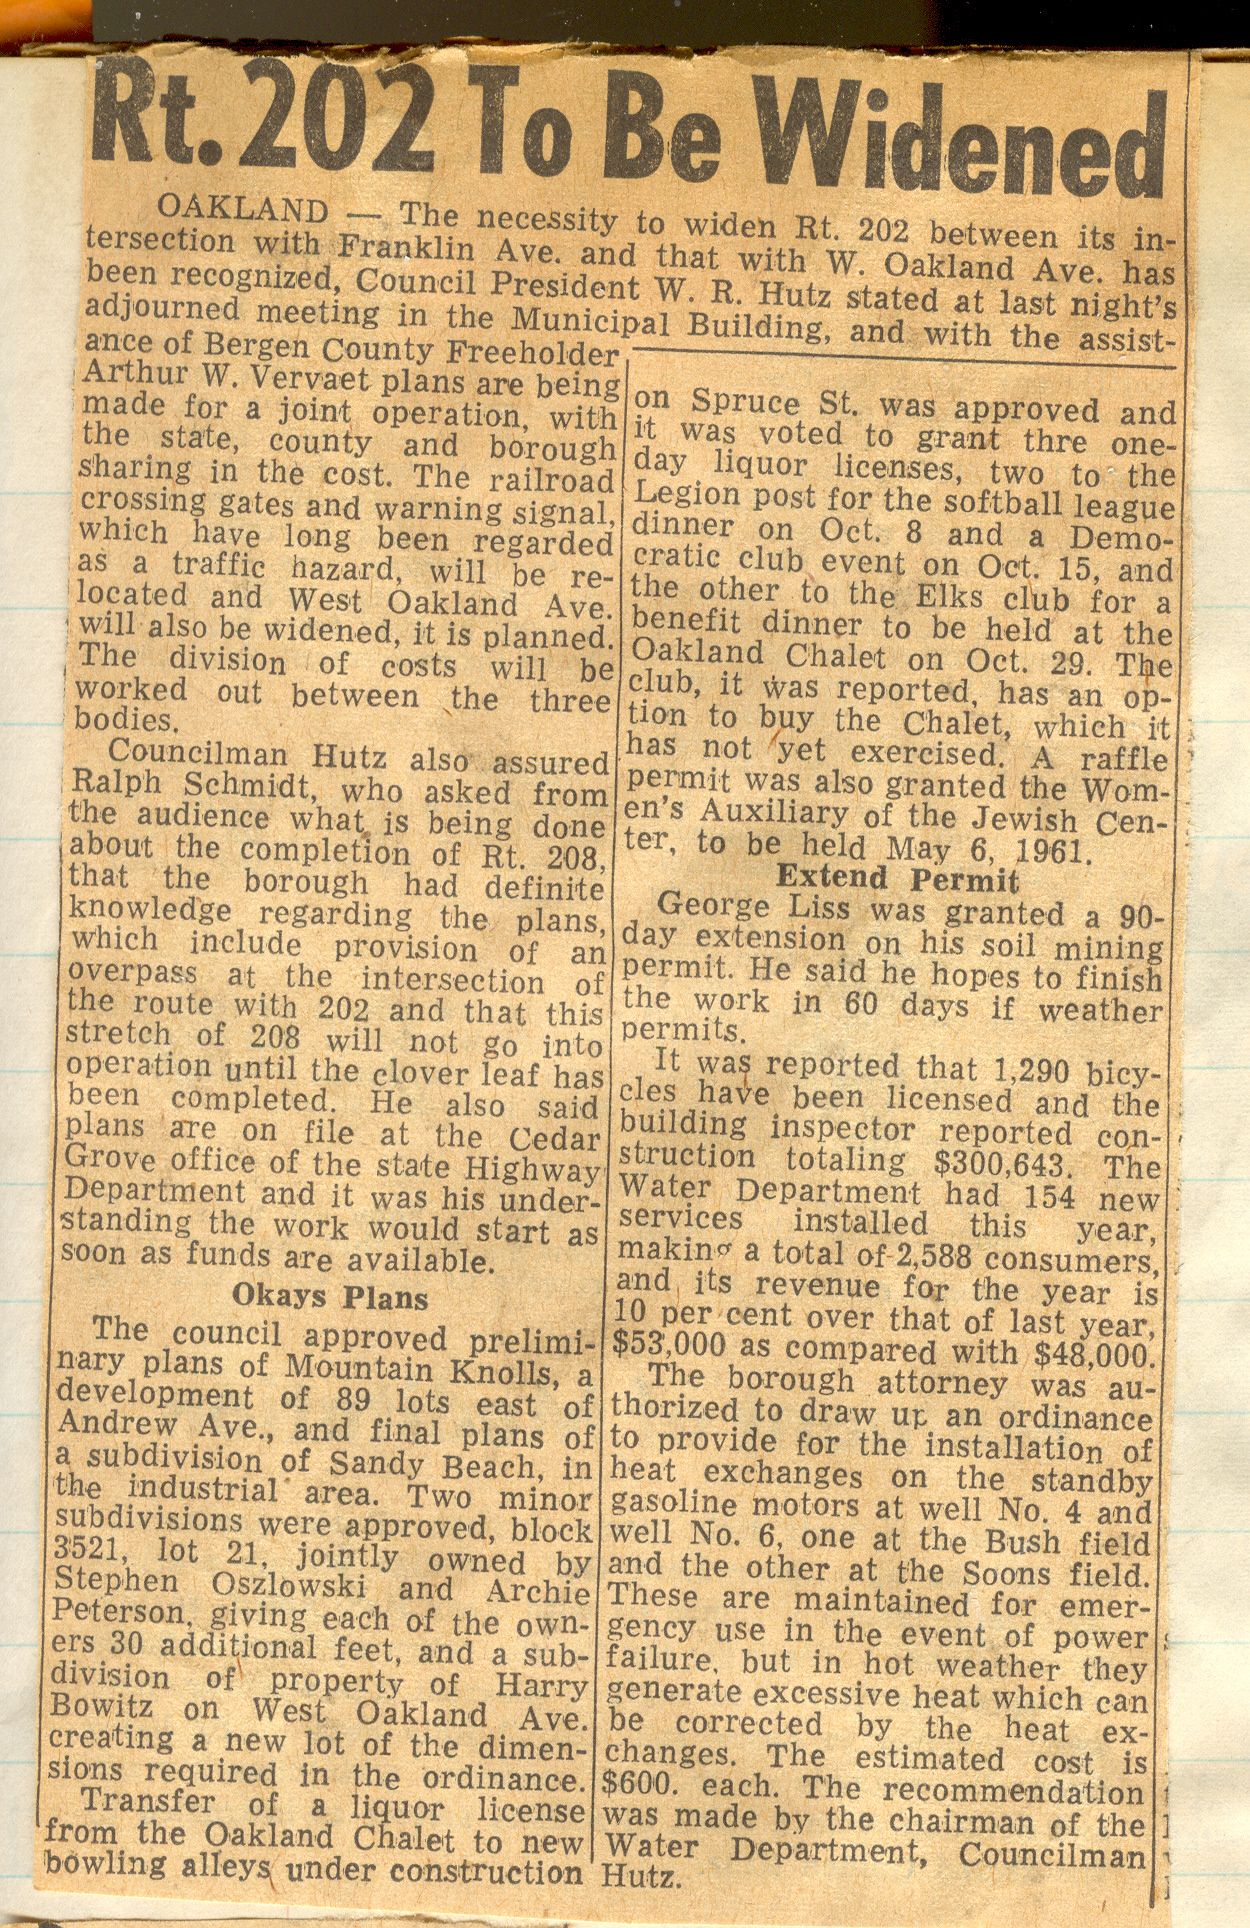 Rt. 202 To Be Widened
OAKLAND — The necessity to widen Rt. 202 between its in-
tersection with Franklin Ave. and that with W. Oakland Ave. has
been recognized, Council President W. R. Hutz stated at last night's
adjourned meeting in the Municipal Building, and with the assist-
ance of Bergen County Freeholder
Arthur W. Vervaet plans are being
made for a joint operation, with
the state, county and borough
sharing in the cost. The railroad
crossing gates and warning signal,
which have long been regarded
as a traffic hazard, will be re-
located and West Oakland Ave.
will also be widened, it is planned.
The division of costs will be
worked out between the three
bodies.
Councilman Hutz also assured
Ralph Schmidt, who asked from
the audience what is being done
about the completion of Rt. 208,
that the borough had definite
knowledge regarding the plans,
which include provision of an
overpass at the intersection of
the route with 202 and that this
stretch of 208 will not go into
operation until the clover leaf has
been completed. He also said
plans are on file at the Cedar
Grove office of the state Highway
Department and it was his under-
standing the work would start as
soon as funds are available.
Okays Plans
The council approved prelimi-
nary plans of Mountain Knolls, a
development of 89 lots east of
Andrew Ave., and final plans of
a subdivision of Sandy Beach, in
the industrial area. Two minor
subdivisions were approved, block
3521, lot 21, jointly owned by
Stephen Oszlowski and Archie
Peterson, giving each of the own-
ers 30 additional feet, and a sub-
division of property of Harry
Bowitz on West Oakland Ave.
creating a new lot of the dimen-
sions required in the ordinance.
Transfer of a liquor license
from the Oakland Chalet to new
bowling alleys under construction
on Spruce St. was approved and
it was voted to grant thre one-
day liquor licenses, two to the
Legion post for the softball league
dinner on Oct. 8 and a Demo-
cratic club event on Oct. 15, and
the other to the Elks club for a
benefit dinner to be held at the
Oakland Chalet on Oct. 29. The
club, it was reported, has an op-
tion to buy the Chalet, which it
has not yet exercised. A raffle
permit was also granted the Wom-
en's Auxiliary of the Jewish Cen-
ter, to be held May 6, 1961.
Extend Permit
George Liss was granted a 90-
day extension on his soil mining
permit. He said he hopes to finish
the work in 60 days if weather
permits.
It was reported that 1,290 bicy-
cles have been licensed and the
building inspector reported con-
struction totaling $300,643. The
Water Department had 154 new
services installed this year,
making a total of 2,588 consumers,
and its revenue for the year is
10 per cent over that of last year,
$53,000 as compared with $48,000.
The borough attorney was au-
thorized to draw up an ordinance
to provide for the installation of
heat exchanges on the standby
gasoline motors at well No. 4 and
well No. 6, one at the Bush field
and the other at the Soons field.
These are maintained for emer-
gency use in the event of power
failure, but in hot weather they
generate excessive heat which can
be corrected by the heat ex-
changes. The estimated cost is
$600. each. The recommendation
was made by the chairman of the
Water Department, Councilman
Hutz.